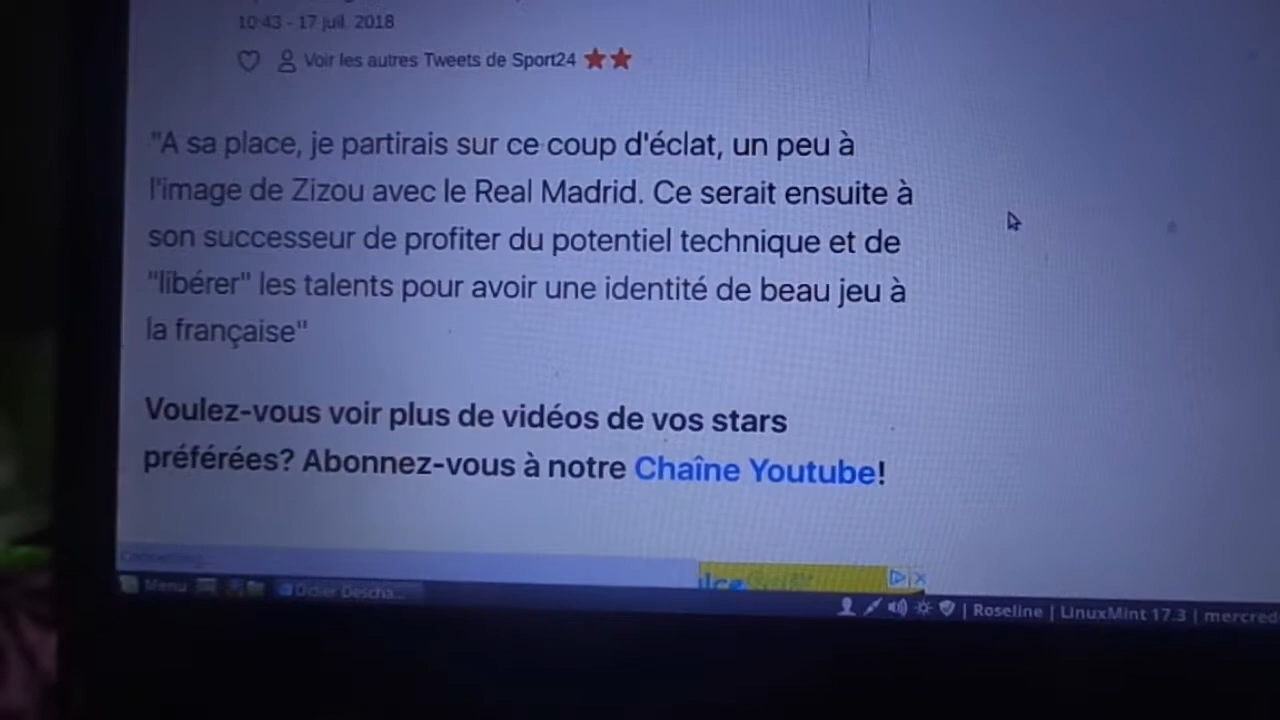 10:43 - 17 juil. 2018
Voir les autres Tweets de Sport24
"A sa place, je partirais sur ce coup d'éclat, un peu à
l'image de Zizou avec le Real Madrid. Ce serait ensuite à
son successeur de profiter du potentiel technique et de
"libérer" les talents pour avoir une identité de beau jeu à
la française"
Voulez-vous voir plus de vidéos de vos stars
préférées? Abonnez-vous à notre Chaîne Youtube!
Menu
Didier Descha...
| Roseline | LinuxMint 17.3 | mercred